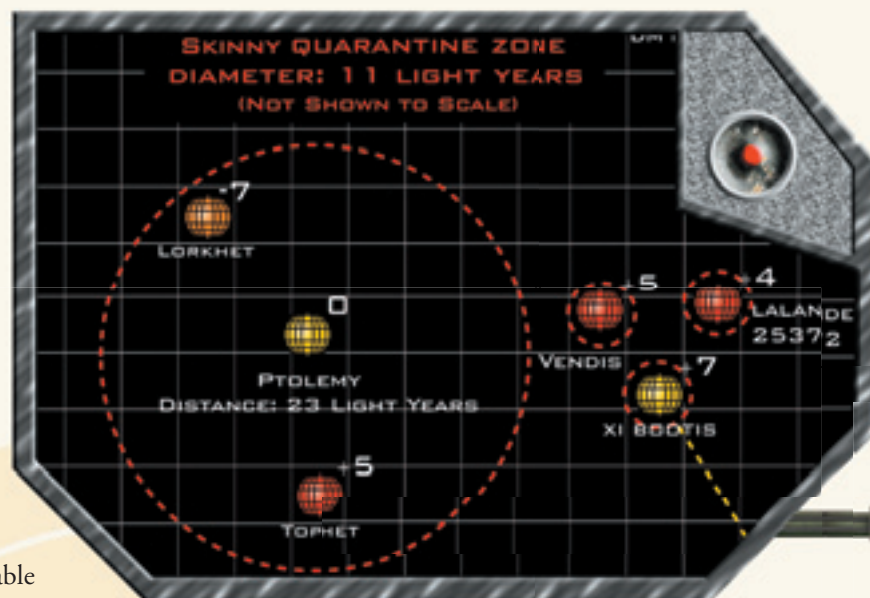 SKINNY QUARANTINE ZONE
DIAMETER: 11 LIGHT YEARS
(NOT SHOWN TO SCALE)
-7
LORKHET
0
PTOLEMY
DISTANCE: 23 LIGHT YEARS
+5
TOPHET
+5
VENDIS
+4
LALANDE
25372
+7
XI BOOTIS
able